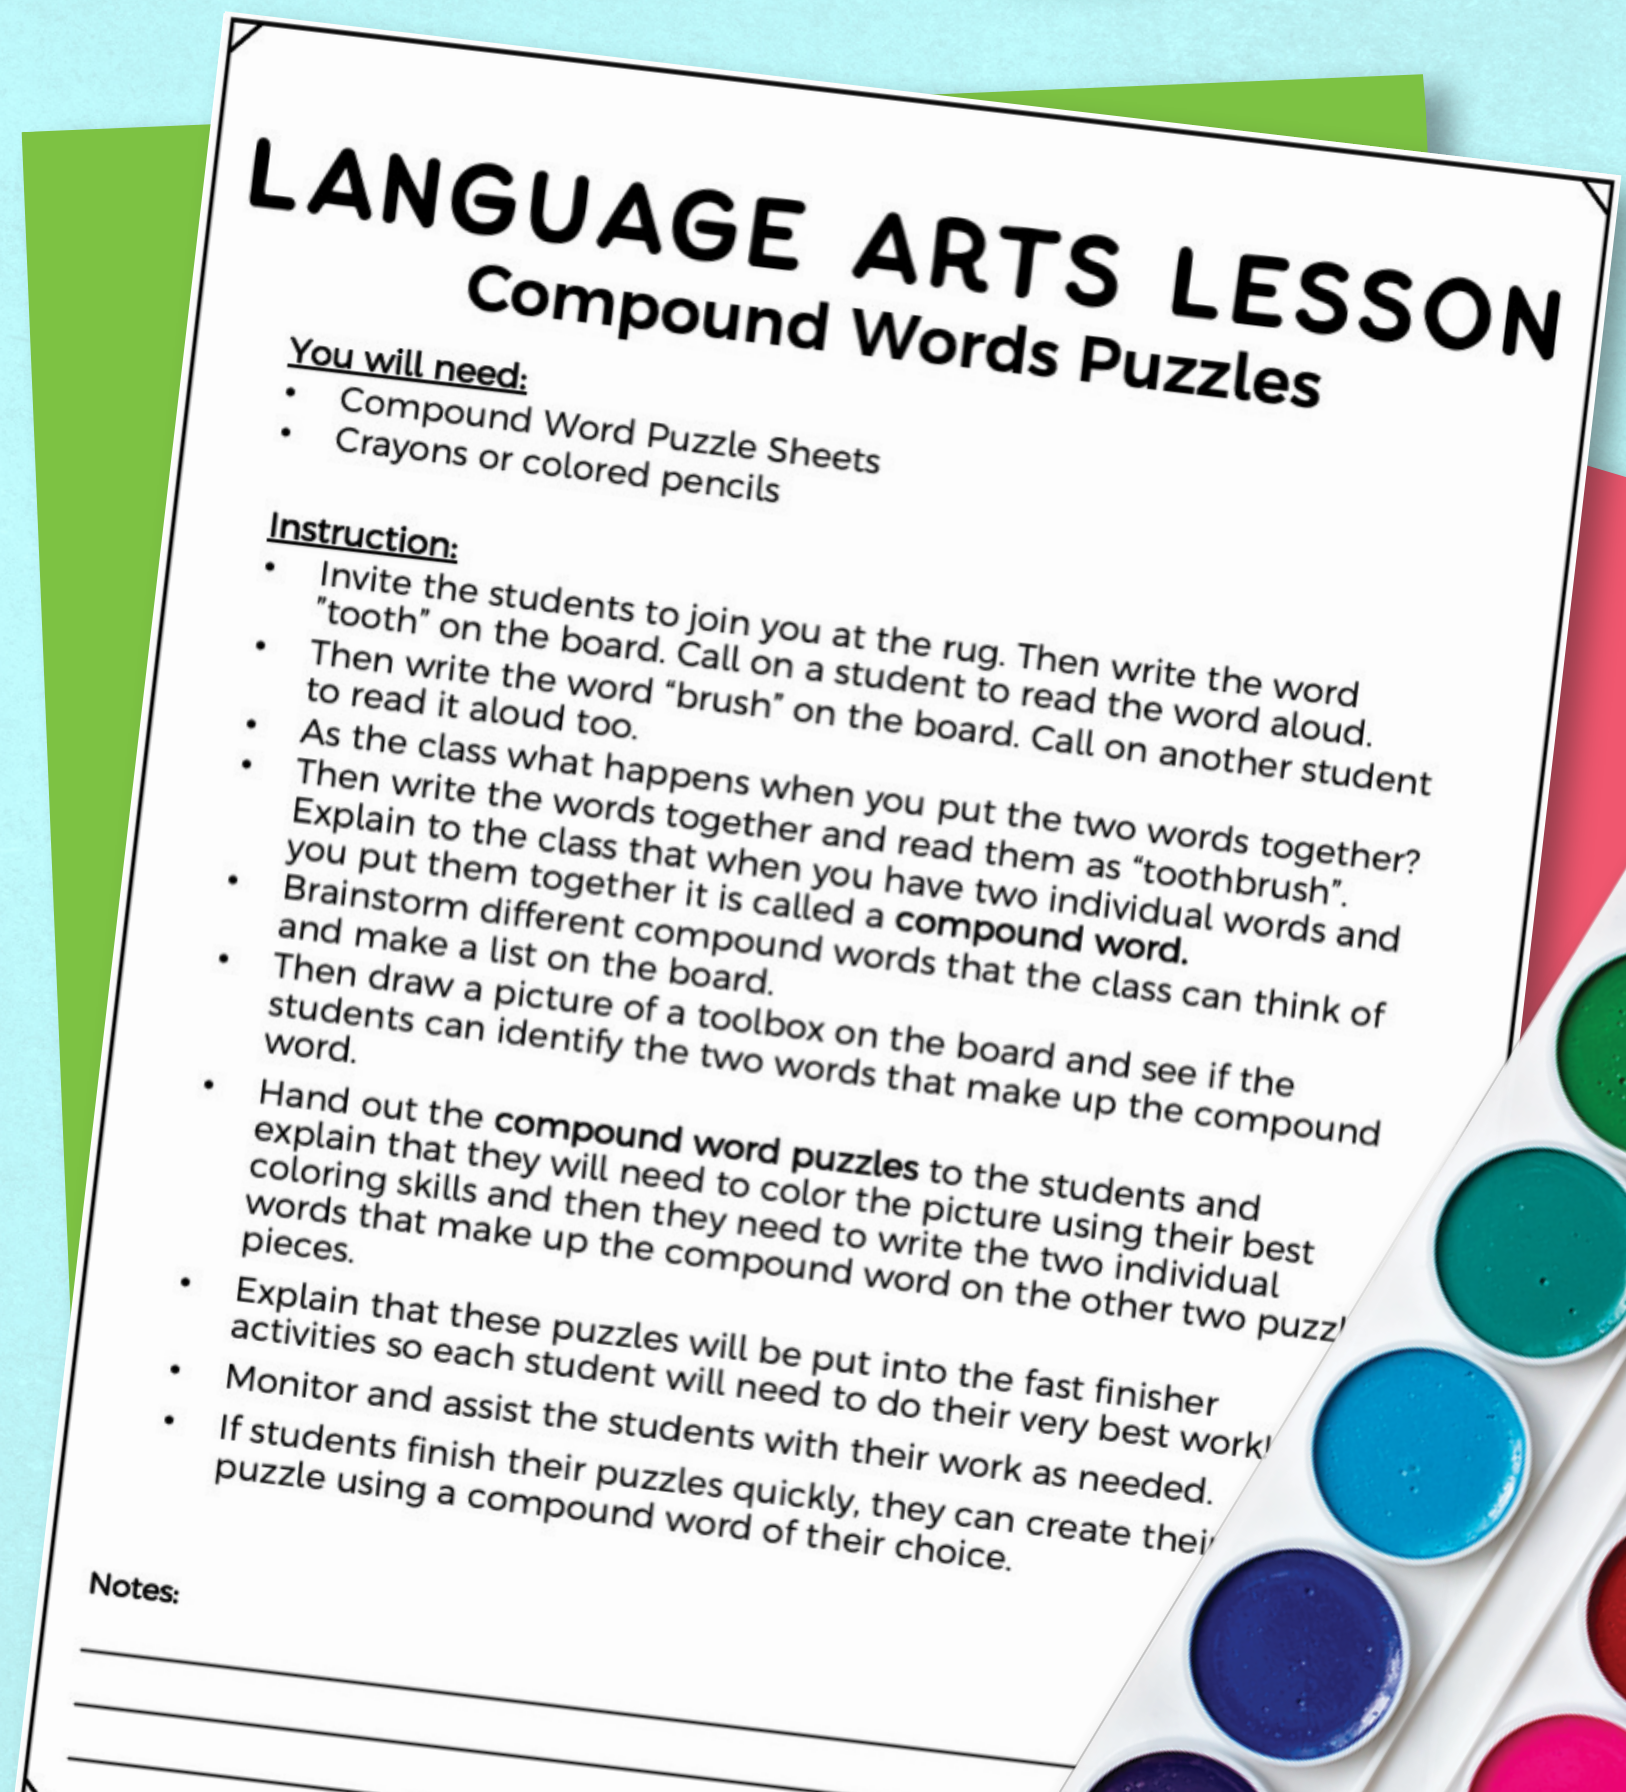 LANGUAGE ARTS LESSON
Compound Words Puzzles
You will need:
• Compound Word Puzzle Sheets
• Crayons or colored pencils
Instruction:
• Invite the students to join you at the rug. Then write the word
"tooth" on the board. Call on a student to read the word aloud.
• Then write the word “brush” on the board. Call on another student
to read it aloud too.
• As the class what happens when you put the two words together?
• Then write the words together and read them as “toothbrush”.
Explain to the class that when you have two individual words and
you put them together it is called a compound word.
• Brainstorm different compound words that the class can think of
and make a list on the board.
• Then draw a picture of a toolbox on the board and see if the
students can identify the two words that make up the compound
word.
• Hand out the compound word puzzles to the students and
explain that they will need to color the picture using their best
coloring skills and then they need to write the two individual
words that make up the compound word on the other two
pieces.
• Explain that these puzzles will be put into the fast finisher
activities so each student will need to do their very best work!
• Monitor and assist the students with their work as needed.
• If students finish their puzzles quickly, they can create
puzzle using a compound word of their choice.
Notes: